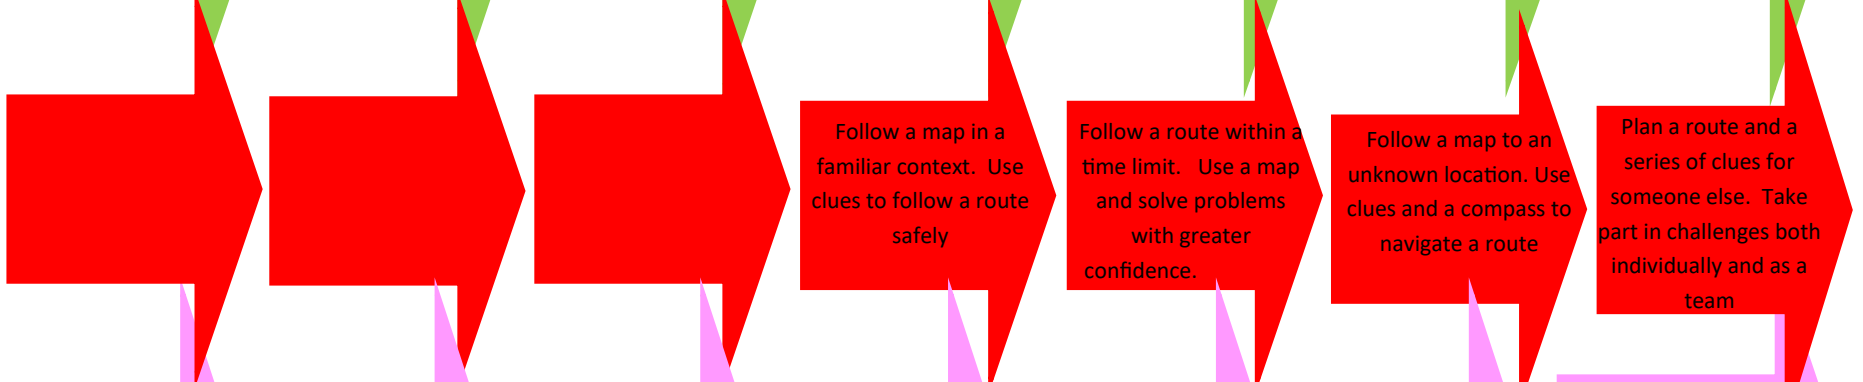 Follow a map in a
familiar context.  Use
clues to follow a route
safely
Follow a route within a
time limit.   Use a map
and solve problems
with greater
confidence.
Follow a map to an
unknown location. Use
clues and a compass to
navigate a route
Plan a route and a
series of clues for
someone else.  Take
part in challenges both
individually and as a
team